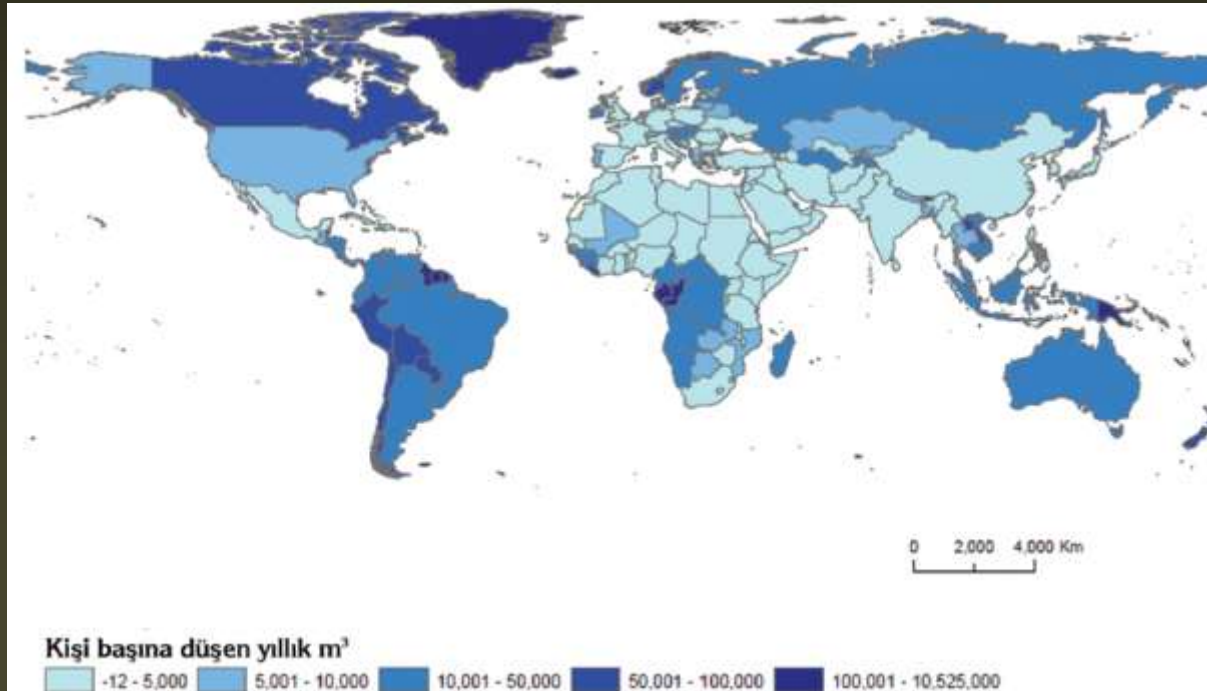 0 2,000 4,000 Km
Kişi başına düşen yıllık m³
-12 - 5,000 5,001 - 10,000 10,001 - 50,000 50,001 - 100,000 100,001 - 10,525,000